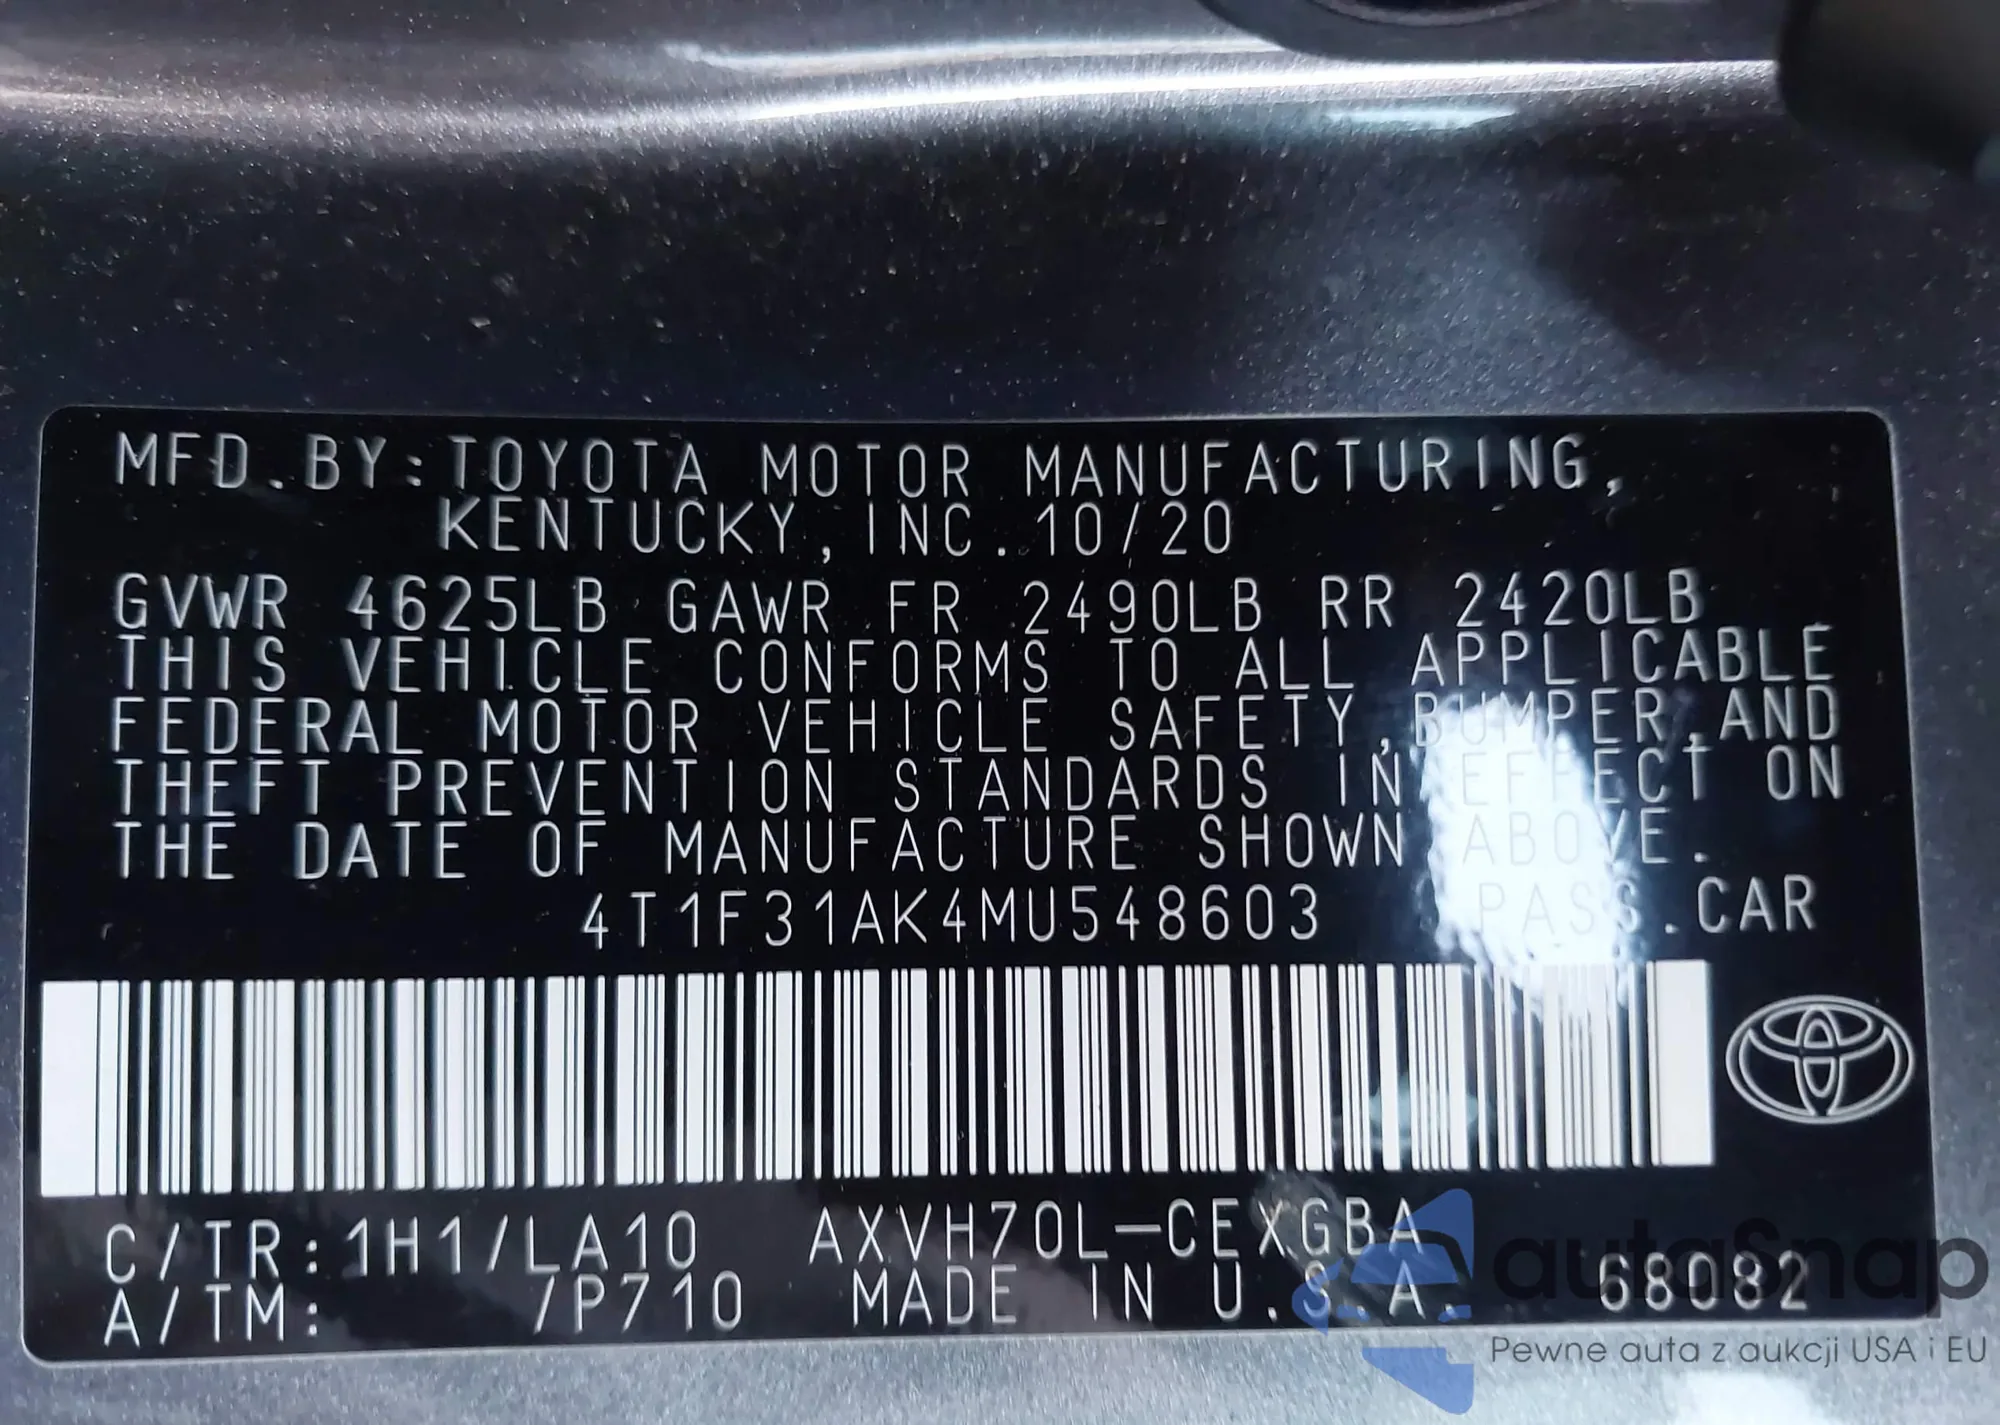 MFD.BY:TOYOTA MOTOR MANUFACTURING,
KENTUCKY, INC. 10/20
GVWR 4625LB GAWR FR 2490LB RR 2420LB
THIS VEHICLE CONFORMS TO ALL APPLICABLE
FEDERAL MOTOR VEHICLE SAFETY,BUMPER,AND
THEFT PREVENTION STANDARDS IN EFFECT ON
THE DATE OF MANUFACTURE SHOWN ABOVE.
4T1F31AK4MU548603 PASS.CAR
C/TR:1H1/LA10 AXVH70L-CEXGBA
A/TM: 7P710 MADE IN U.S.A. 68082
autoSnap
Pewne auta z aukcji USA i EU